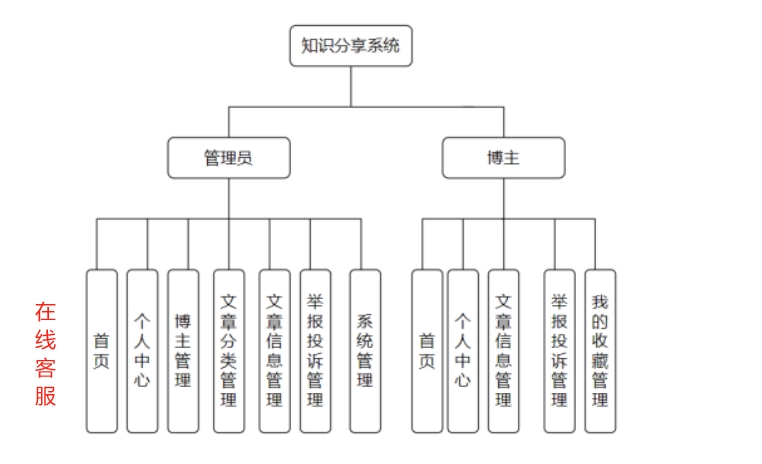 知识分享系统
管理员
博主
在线客服
首页
个人中心
博主管理
文章分类管理
文章信息管理
举报投诉管理
系统管理
首页
个人中心
文章信息管理
举报投诉管理
我的收藏管理